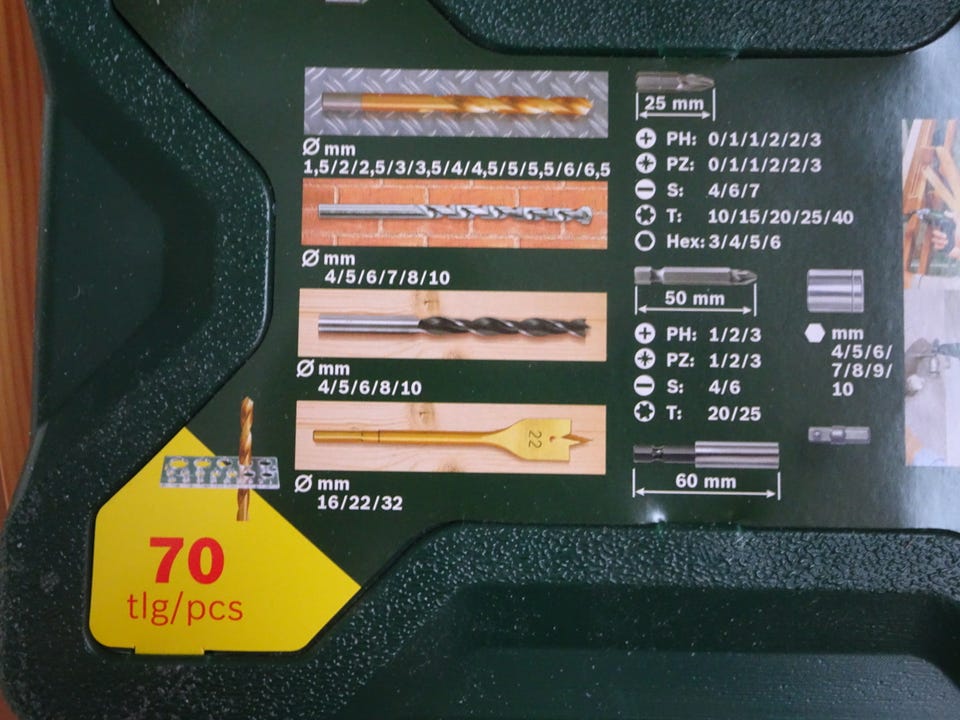 Ø mm
1,5/2/2,5/3/3,5/4/4,5/5/5,5/6/6,5
Ø mm
4/5/6/7/8/10
Ø mm
4/5/6/8/10
22
Ø mm
16/22/32
70
tlg/pcs
25 mm
PH: 0/1/1/2/2/3
PZ: 0/1/1/2/2/3
S: 4/6/7
T: 10/15/20/25/40
Hex: 3/4/5/6
50 mm
PH: 1/2/3
PZ: 1/2/3
S: 4/6
T: 20/25
60 mm
mm
4/5/6/
7/8/9/
10